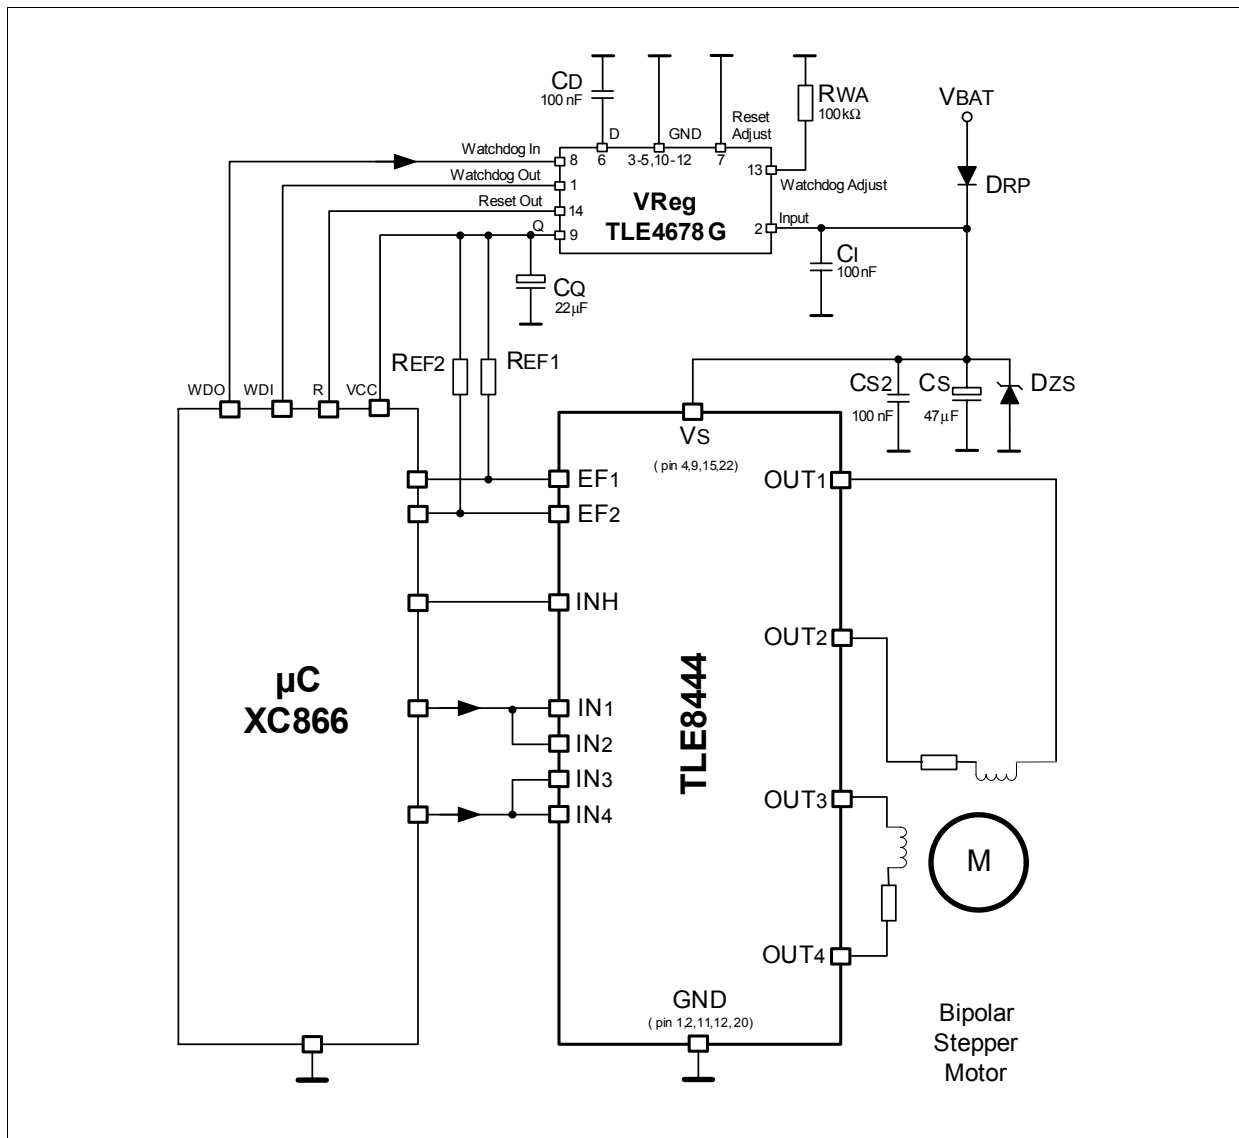 CD
100 nF
RWA
100kΩ
VBAT
D
GND
Reset
Adjust
Watchdog In
8
6
3-5,10-12
7
13
DRP
Watchdog Out
1
VReg
Watchdog Adjust
Reset Out
14
TLE4678 G
2
Input
Q
9
CI
100nF
CQ
22µF
REF2
REF1
WDO
WDI
R
VCC
CS2
100 nF
CS
47µF
DZS
VS
( pin 4,9,15,22)
EF1
OUT1
EF2
INH
OUT2
µC
XC866
TLE8444
IN1
IN2
IN3
OUT3
IN4
M
OUT4
GND
( pin 1,2,11,12, 20)
Bipolar
Stepper
Motor